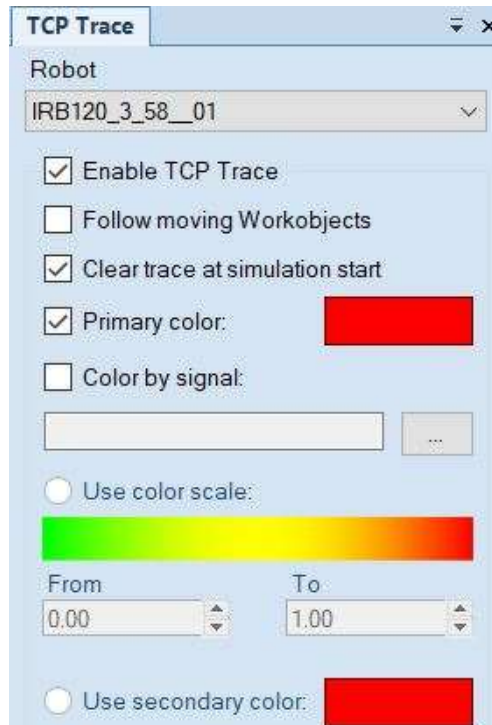 TCP Trace
Robot
IRB120_3_58__01
Enable TCP Trace
Follow moving Workobjects
Clear trace at simulation start
Primary color:
Color by signal:
...
Use color scale:
From To
0.00 1.00
Use secondary color: